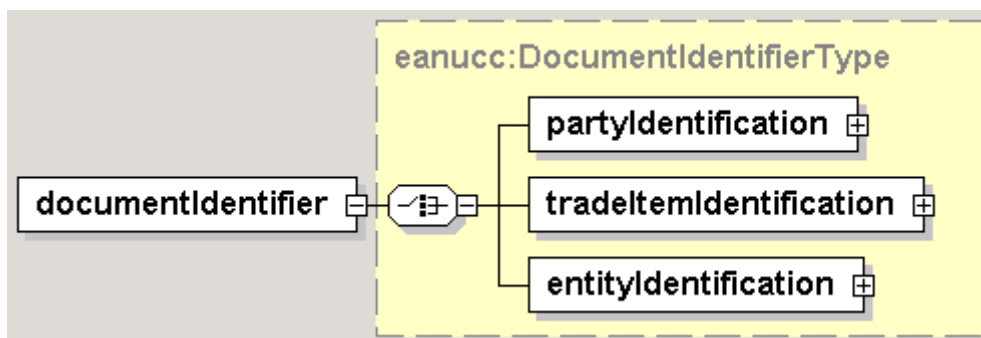 eanucc:DocumentIdentifierType
partyIdentification
documentIdentifier
tradeItemIdentification
entityIdentification